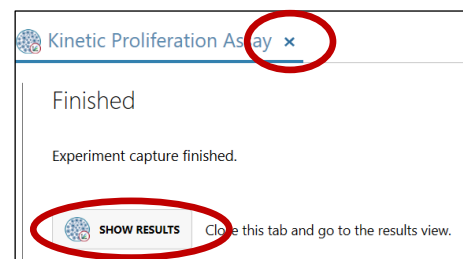 Kinetic Proliferation Assay ×
Finished
Experiment capture finished.
SHOW RESULTS Close this tab and go to the results view.